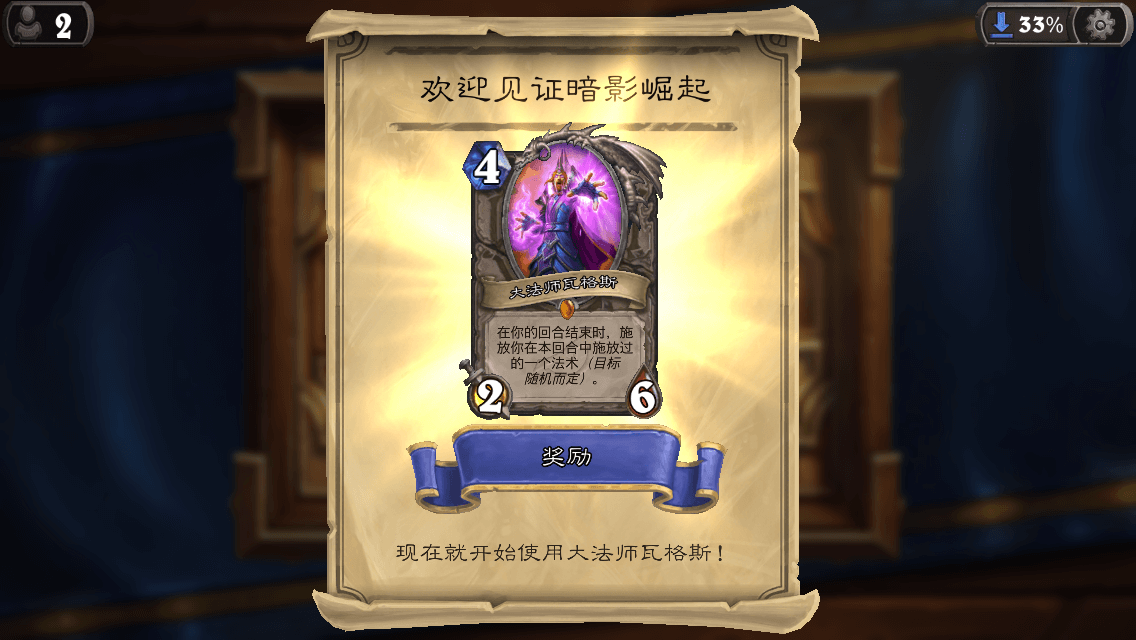 2
33%
欢迎见证暗影崛起
4
大法师瓦格斯
在你的回合结束时，施
放你在本回合中施放过
的一个法术（目标
随机而定）。
2
6
奖励
现在就开始使用大法师瓦格斯！